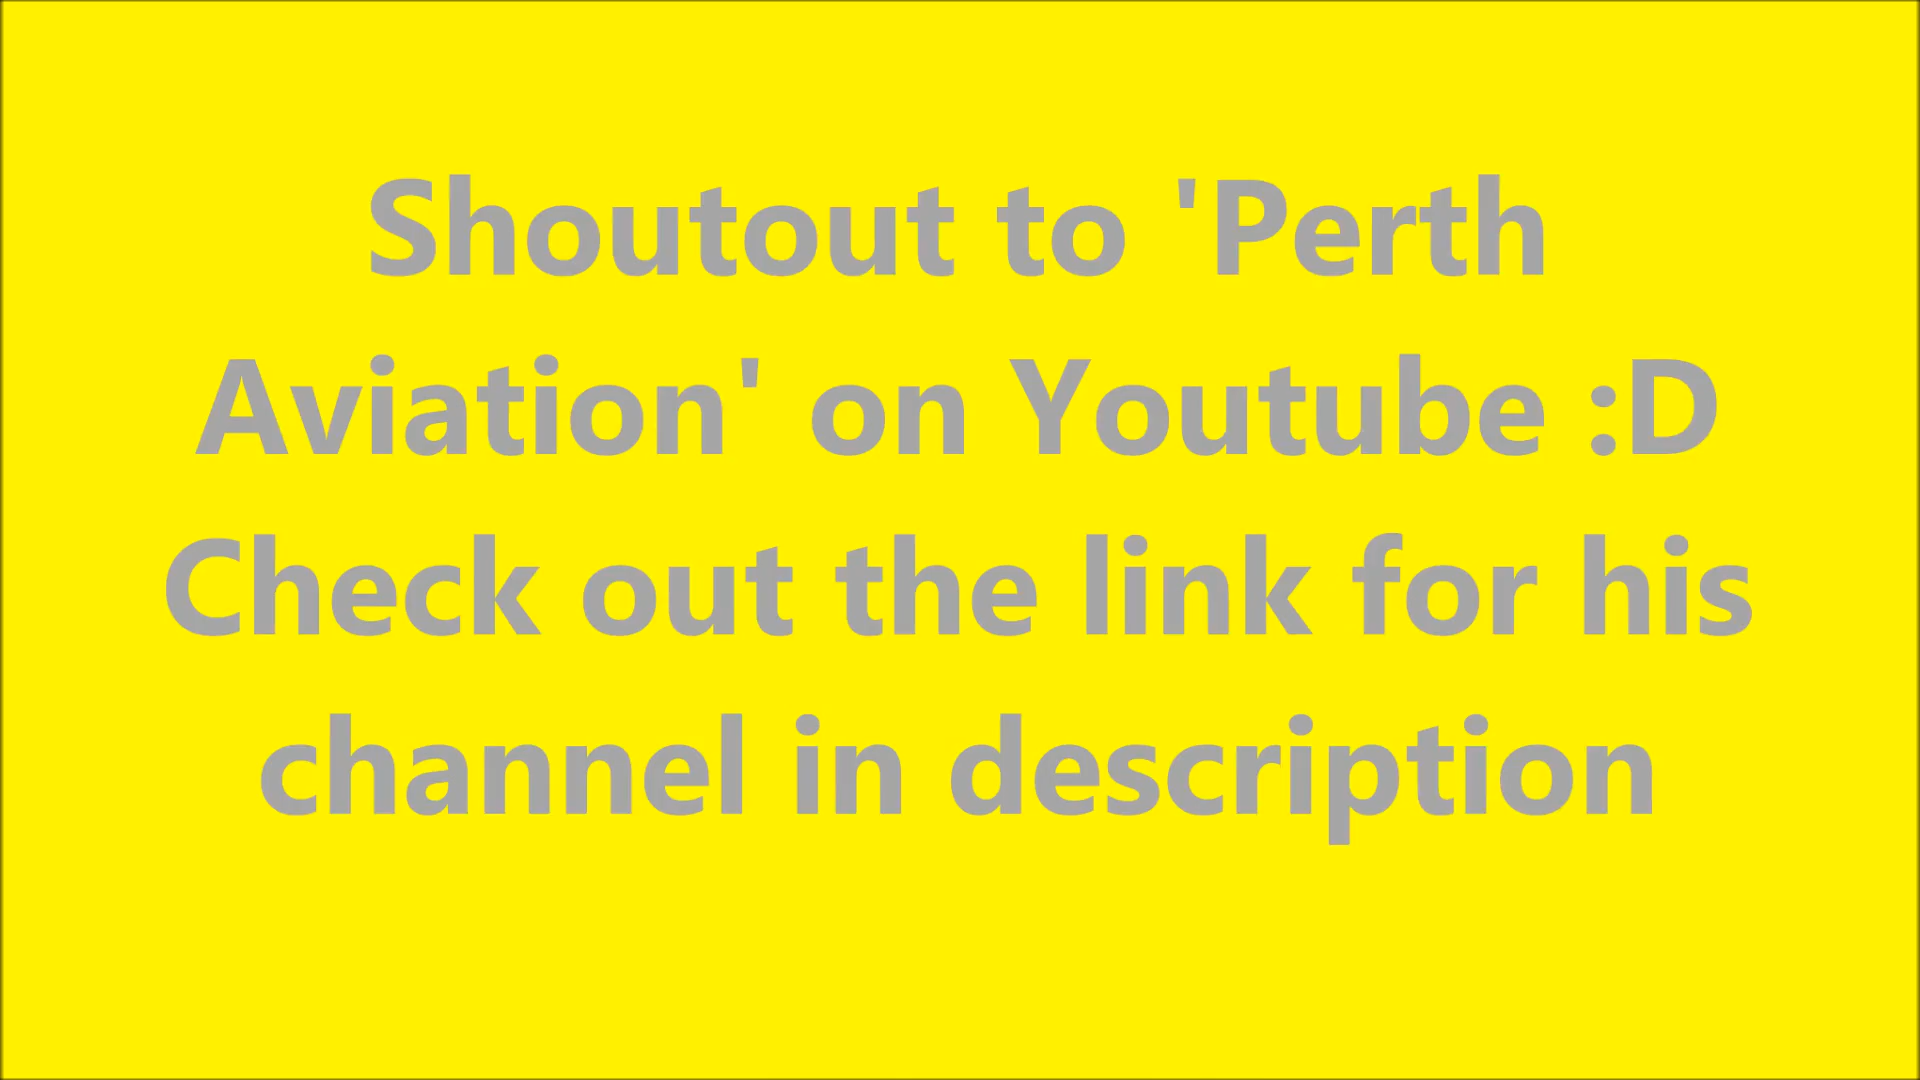 Shoutout to 'Perth
Aviation' on Youtube :D
Check out the link for his
channel in description